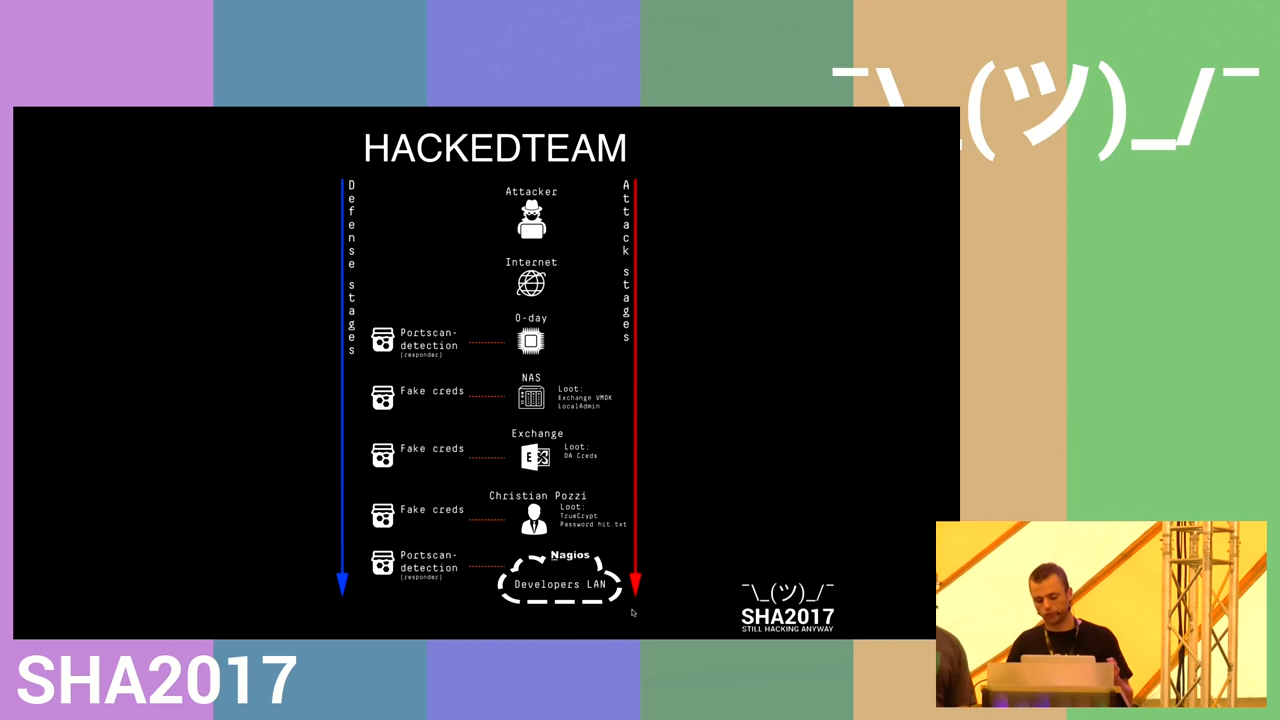 ¯\_(ツ)_/¯
HACKEDTEAM
Defense stages
Attack stages
Attacker
Internet
0-day
Portscan-
detection
(responder)
NAS
Fake creds
Loot:
Exchange VMDK
LocalAdmin
Exchange
Fake creds
Loot:
DA Creds
Christian Pozzi
Fake creds
Loot:
TrueCrypt
Password hit.txt
Portscan-
detection
(responder)
Nagios
Developers LAN
¯\_(ツ)_/¯
SHA2017
STILL HACKING ANYWAY
SHA2017